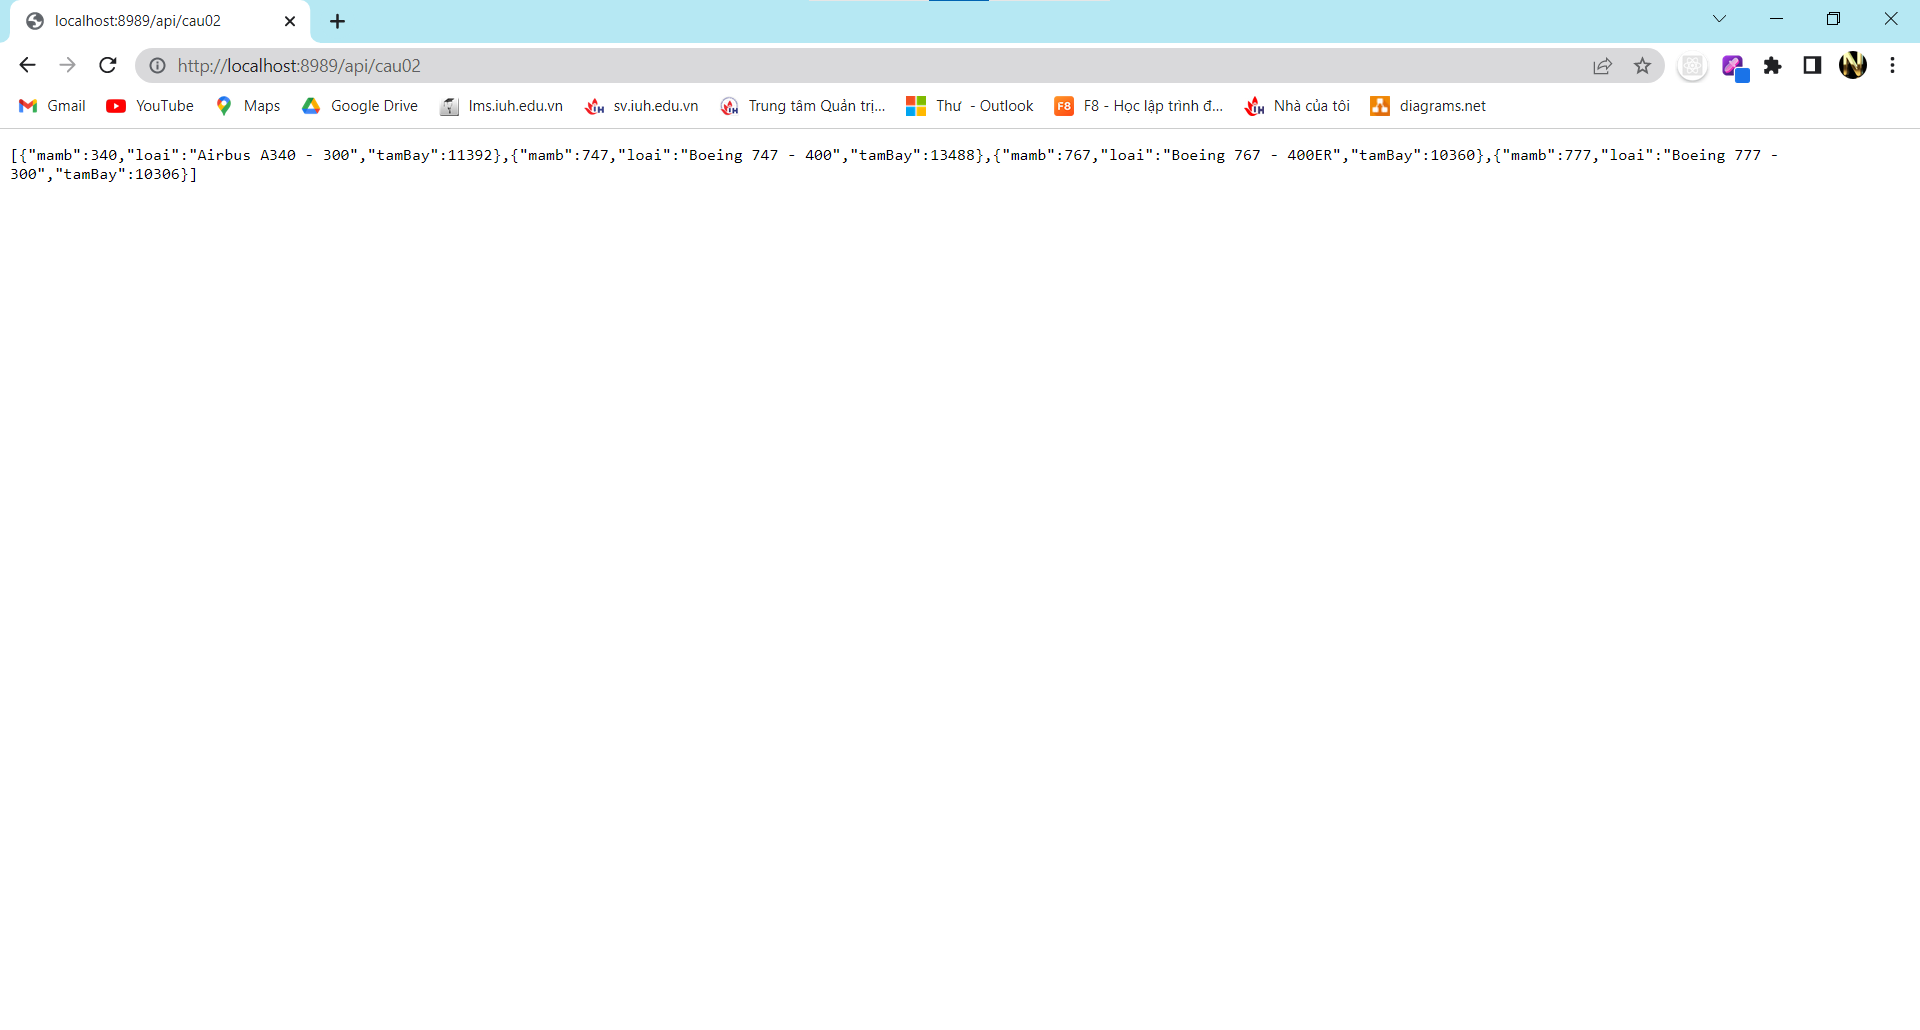 localhost:8989/api/cau02
http://localhost:8989/api/cau02
Gmail YouTube Maps Google Drive lms.iuh.edu.vn sv.iuh.edu.vn Trung tâm Quản trị... Thư - Outlook F8 F8 - Học lập trình đ... Nhà của tôi diagrams.net
[{"mamb":340,"loai":"Airbus A340 - 300","tamBay":11392},{"mamb":747,"loai":"Boeing 747 - 400","tamBay":13488},{"mamb":767,"loai":"Boeing 767 - 400ER","tamBay":10360},{"mamb":777,"loai":"Boeing 777 -
300","tamBay":10306}]